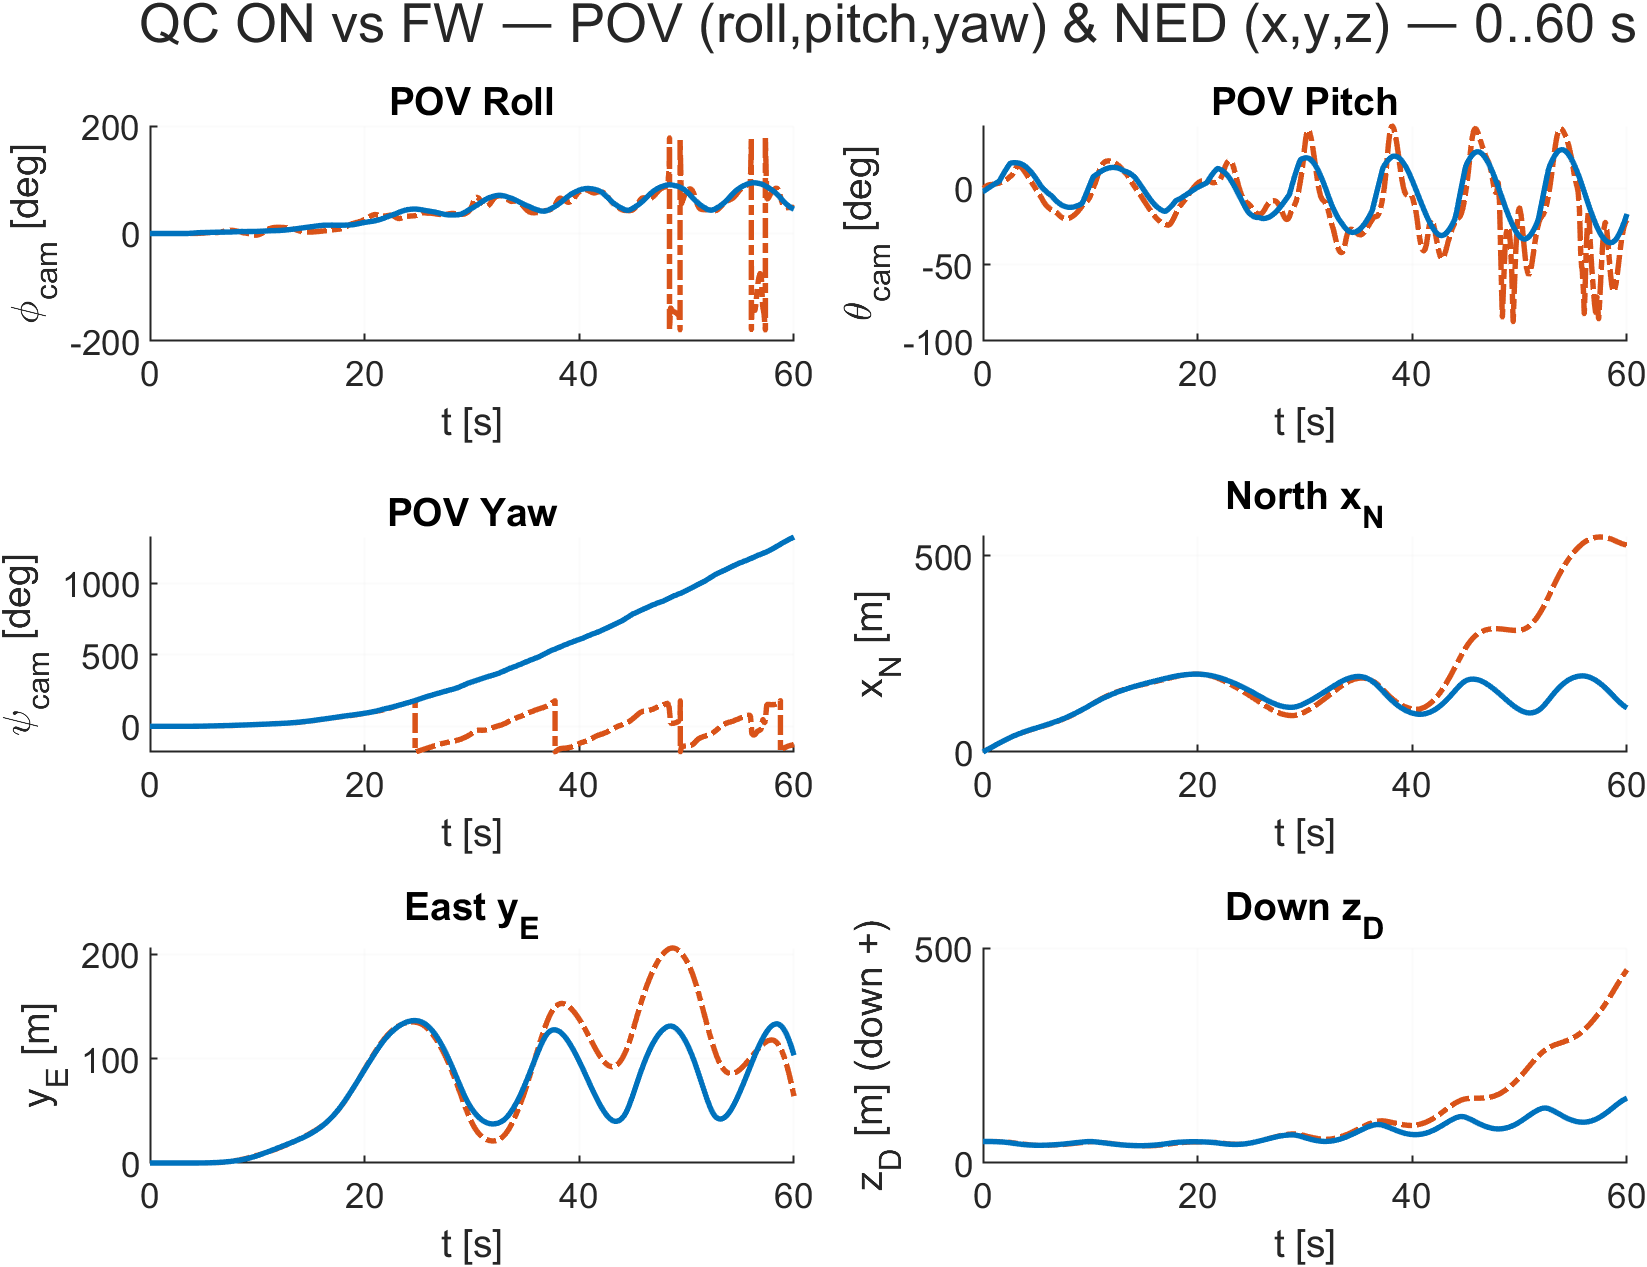 QC ON vs FW — POV (roll,pitch,yaw) & NED (x,y,z) — 0..60 s
POV Roll
ϕcam [deg]
200
0
-200
0 20 40 60
t [s]
POV Pitch
θcam [deg]
0
-50
-100
0 20 40 60
t [s]
POV Yaw
ψcam [deg]
1000
500
0
0 20 40 60
t [s]
North xN
xN [m]
500
0
0 20 40 60
t [s]
East yE
yE [m]
200
100
0
0 20 40 60
t [s]
Down zD
zD [m] (down +)
500
0
0 20 40 60
t [s]